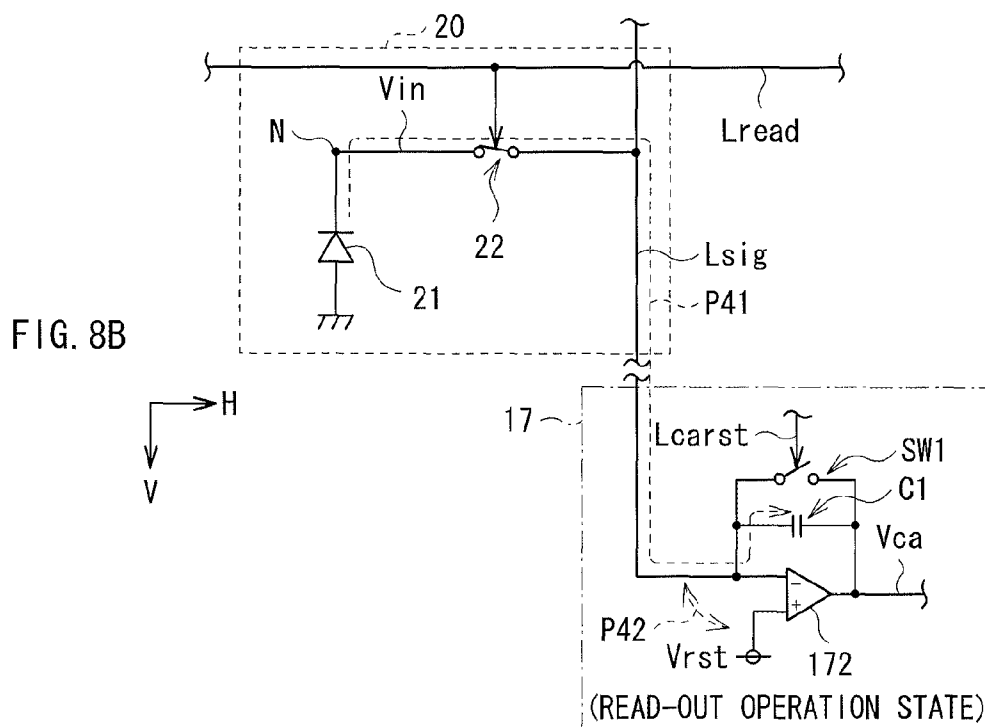 20
Vin
N
Lread
22
Lsig
21
P41
FIG. 8B
H
V
17
Lcarst
SW1
C1
Vca
P42
Vrst
172
(READ-OUT OPERATION STATE)